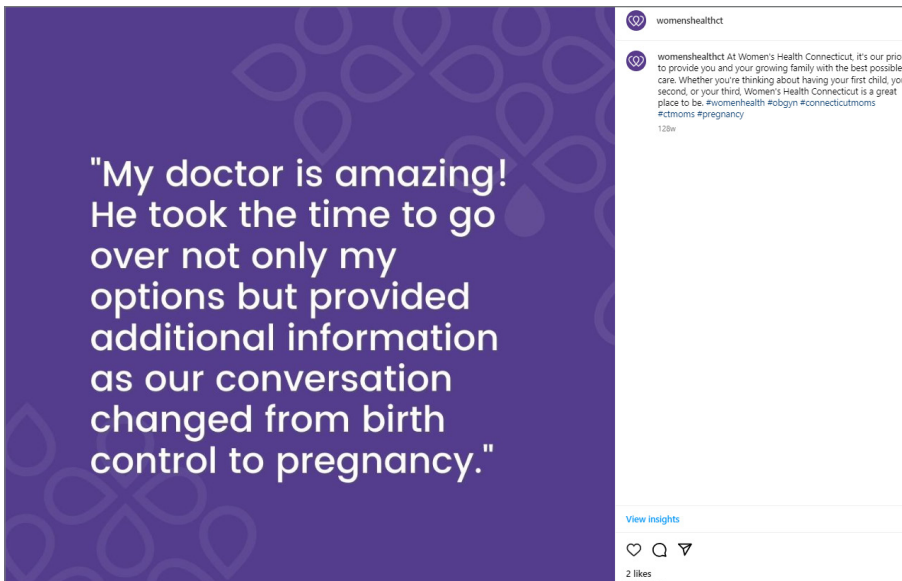 "My doctor is amazing!
He took the time to go
over not only my
options but provided
additional information
as our conversation
changed from birth
control to pregnancy."
womenshealthct
womenshealthct At Women's Health Connecticut, it's our prio
to provide you and your growing family with the best possible
care. Whether you're thinking about having your first child, yo
second, or your third, Women's Health Connecticut is a great
place to be. #womenhealth #obgyn #connecticutmoms
#ctmoms #pregnancy
128w
View insights
2 likes